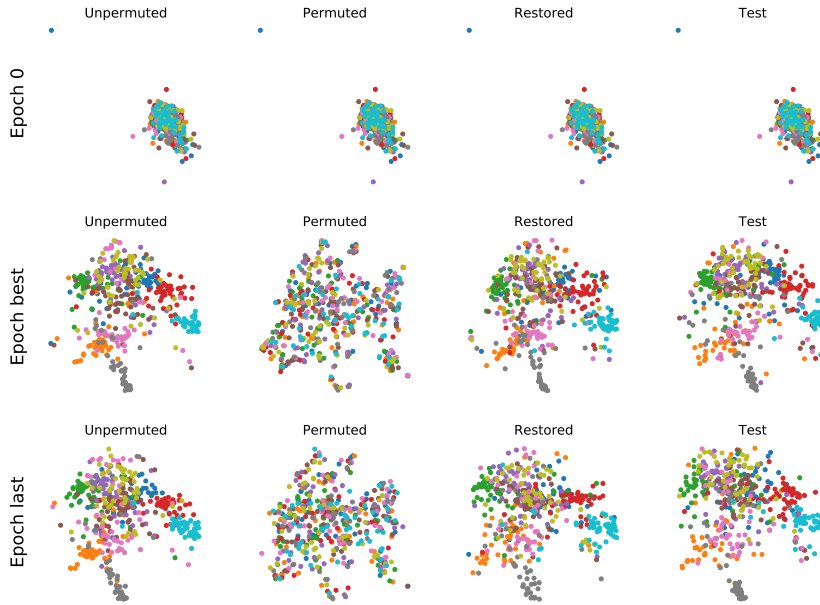 Unpermuted Permuted Restored Test
Epoch 0
Unpermuted Permuted Restored Test
Epoch best
Unpermuted Permuted Restored Test
Epoch last